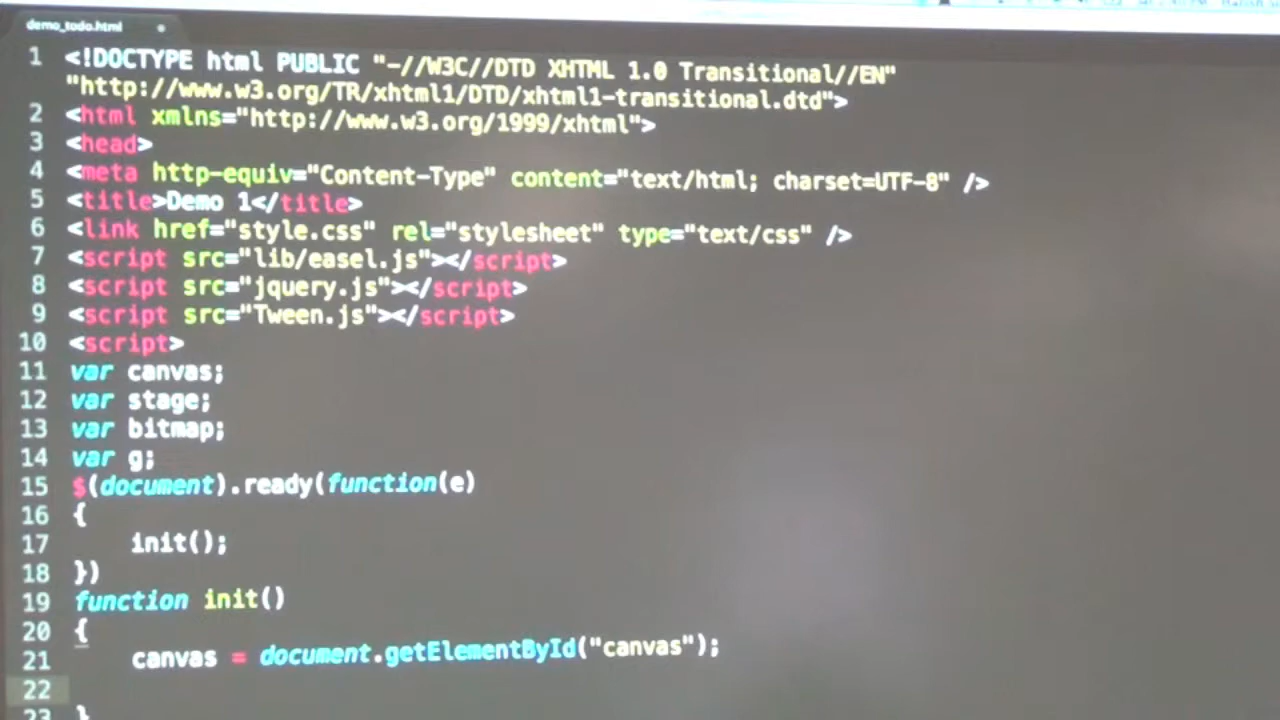 demo_todo.html
1 <!DOCTYPE html PUBLIC "-//W3C//DTD XHTML 1.0 Transitional//EN"
"http://www.w3.org/TR/xhtml1/DTD/xhtml1-transitional.dtd">
2 <html xmlns="http://www.w3.org/1999/xhtml">
3 <head>
4 <meta http-equiv="Content-Type" content="text/html; charset=UTF-8" />
5 <title>Demo 1</title>
6 <link href="style.css" rel="stylesheet" type="text/css" />
7 <script src="lib/easel.js"></script>
8 <script src="jquery.js"></script>
9 <script src="Tween.js"></script>
10 <script>
11 var canvas;
12 var stage;
13 var bitmap;
14 var g;
15 $(document).ready(function(e)
16 {
17 init();
18 })
19 function init()
20 {
21 canvas = document.getElementById("canvas");
22
23 }